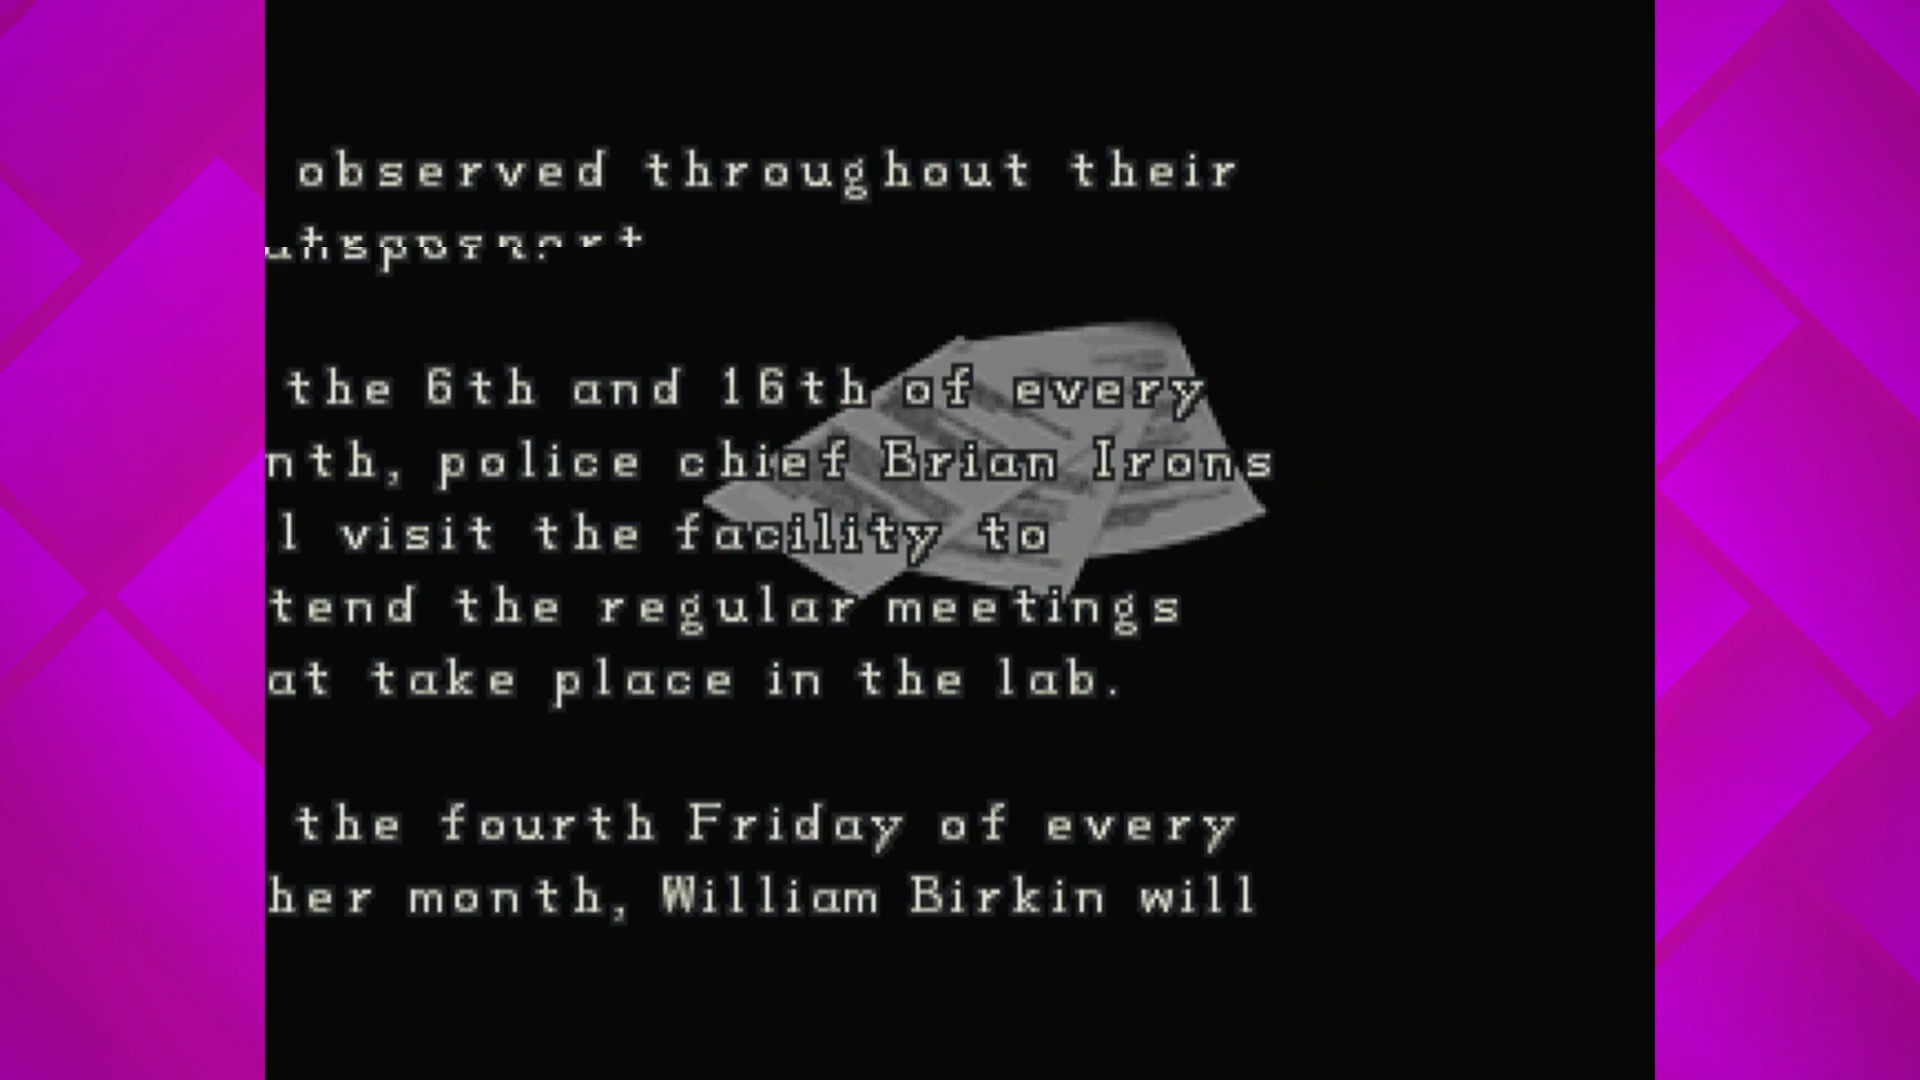 observed throughout their
the 6th and 16th of every
nth, police chief Brian Irons
l visit the facility to
tend the regular meetings
at take place in the lab.
the fourth Friday of every
her month, William Birkin will